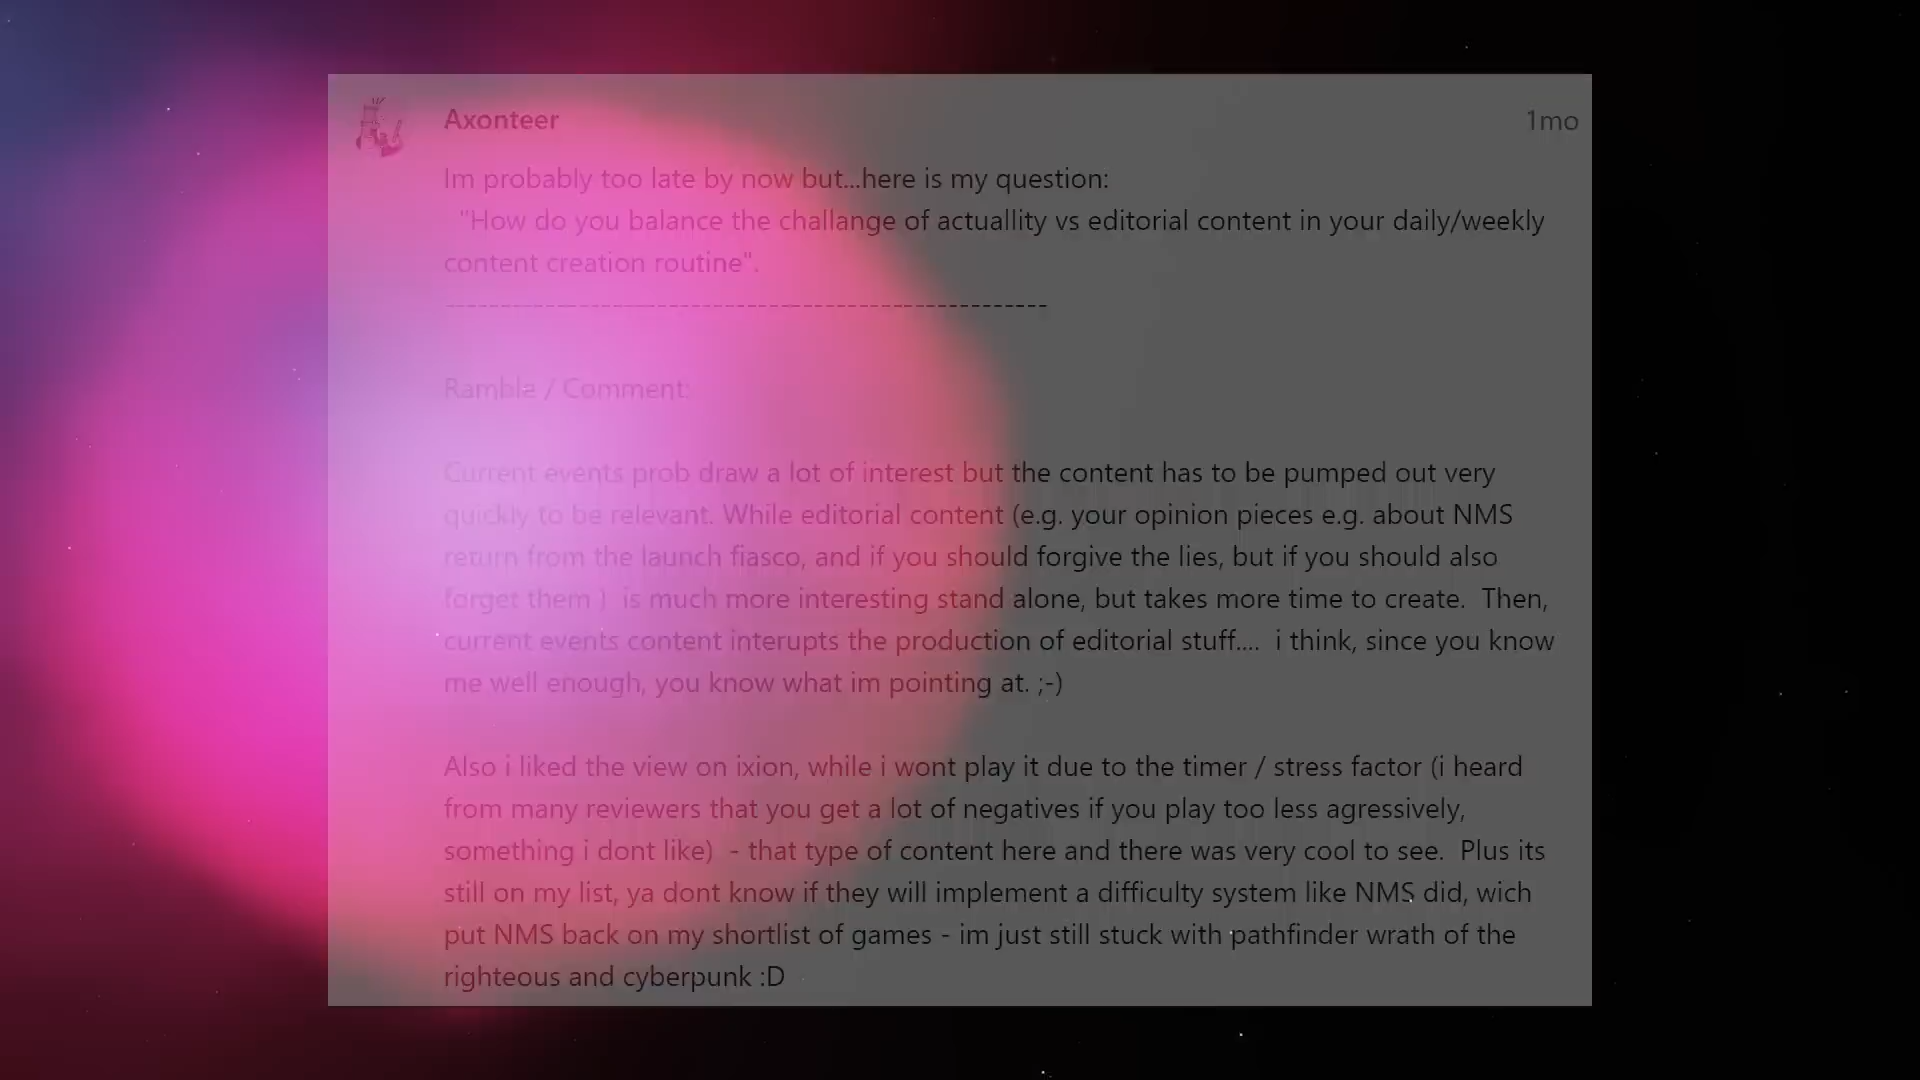 Axonteer
1mo
Im probably too late by now but...here is my question:
"How do you balance the challange of actuallity vs editorial content in your daily/weekly
content creation routine".
------------------------------------------------------------
Ramble / Comment:
Current events prob draw a lot of interest but the content has to be pumped out very
quickly to be relevant. While editorial content (e.g. your opinion pieces e.g. about NMS
return from the launch fiasco, and if you should forgive the lies, but if you should also
forget them )  is much more interesting stand alone, but takes more time to create.  Then,
current events content interupts the production of editorial stuff....  i think, since you know
me well enough, you know what im pointing at. ;-)
Also i liked the view on ixion, while i wont play it due to the timer / stress factor (i heard
from many reviewers that you get a lot of negatives if you play too less agressively,
something i dont like)  - that type of content here and there was very cool to see.  Plus its
still on my list, ya dont know if they will implement a difficulty system like NMS did, wich
put NMS back on my shortlist of games - im just still stuck with pathfinder wrath of the
righteous and cyberpunk :D